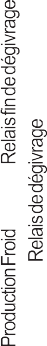 Production Froid
Relais fin de dégivrage
Relais de dégivrage